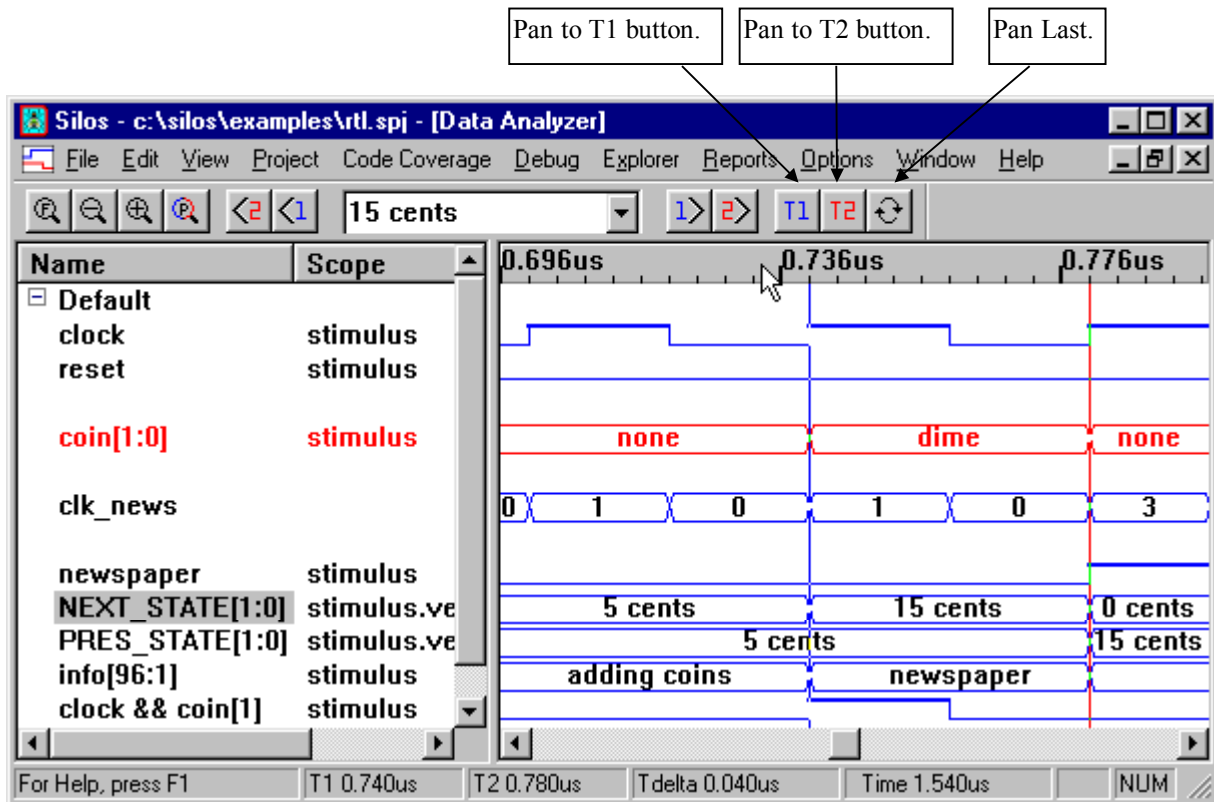 Pan to T1 button.
Pan to T2 button.
Pan Last.
Silos - c:\silos\examples\rtl.spj - [Data Analyzer]
File Edit View Project Code Coverage Debug Explorer Reports Options Window Help
F P <2 <1 15 cents 1> 2> T1 T2
Name Scope 0.696us 0.736us 0.776us
Default
clock stimulus
reset stimulus
coin[1:0] stimulus none dime none
clk_news 0 1 0 1 0 3
newspaper stimulus
NEXT_STATE[1:0] stimulus.ve 5 cents 15 cents 0 cents
PRES_STATE[1:0] stimulus.ve 5 cents 15 cents
info[96:1] stimulus adding coins newspaper
clock && coin[1] stimulus
For Help, press F1 T1 0.740us T2 0.780us Tdelta 0.040us Time 1.540us NUM